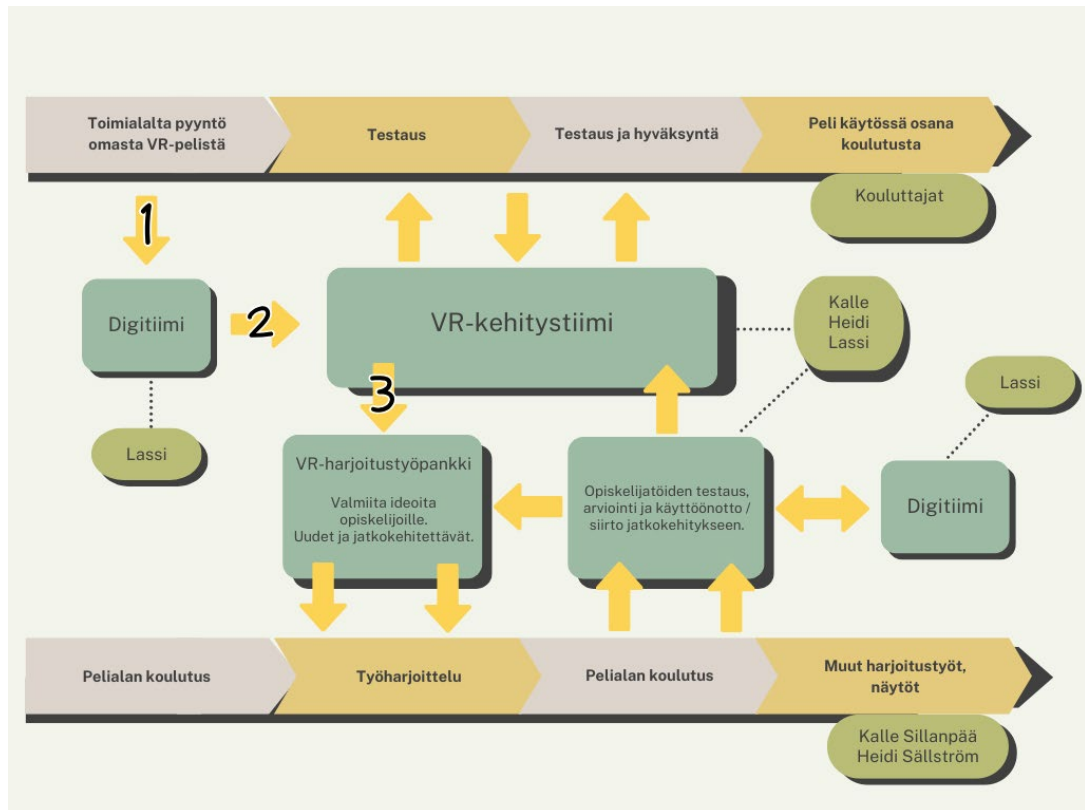 Toimialalta pyyntö
omasta VR-pelistä
Testaus
Testaus ja hyväksyntä
Peli käytössä osana
koulutusta
Kouluttajat
1
Digitiimi
2
VR-kehitystiimi
Kalle
Heidi
Lassi
3
Lassi
Lassi
VR-harjoitustyöpankki
Valmiita ideoita
opiskelijoille.
Uudet ja jatkokehitettävät.
Opiskelijatöiden testaus,
arviointi ja käyttöönotto /
siirto jatkokehitykseen.
Digitiimi
Pelialan koulutus
Työharjoittelu
Pelialan koulutus
Muut harjoitustyöt,
näytöt
Kalle Sillanpää
Heidi Sällström